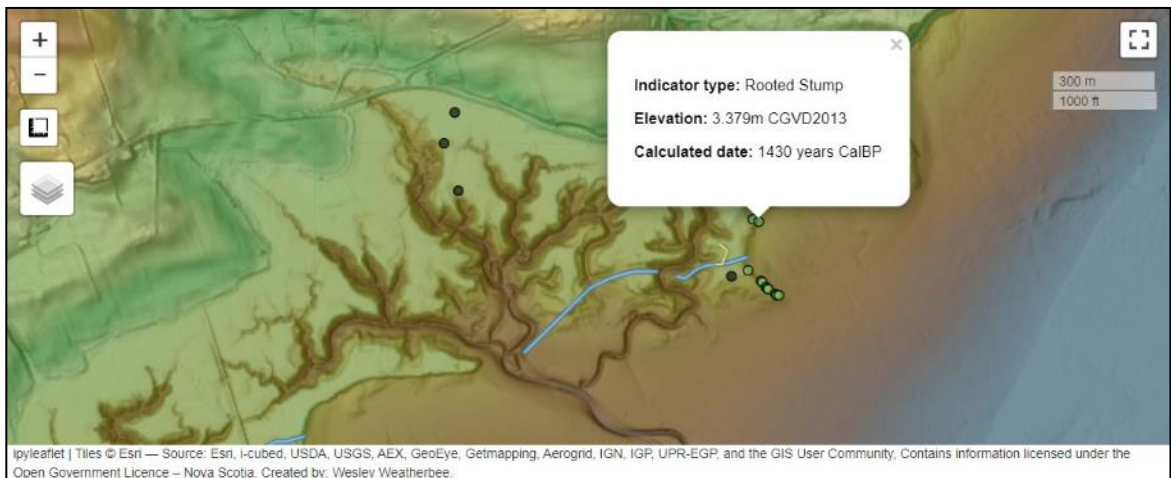 +
−
×
Indicator type: Rooted Stump
Elevation: 3.379m CGVD2013
Calculated date: 1430 years CalBP
300 m
1000 ft
ipyleaflet | Tiles © Esri — Source: Esri, i-cubed, USDA, USGS, AEX, GeoEye, Getmapping, Aerogrid, IGN, IGP, UPR-EGP, and the GIS User Community, Contains information licensed under the
Open Government Licence – Nova Scotia. Created by: Wesley Weatherbee.